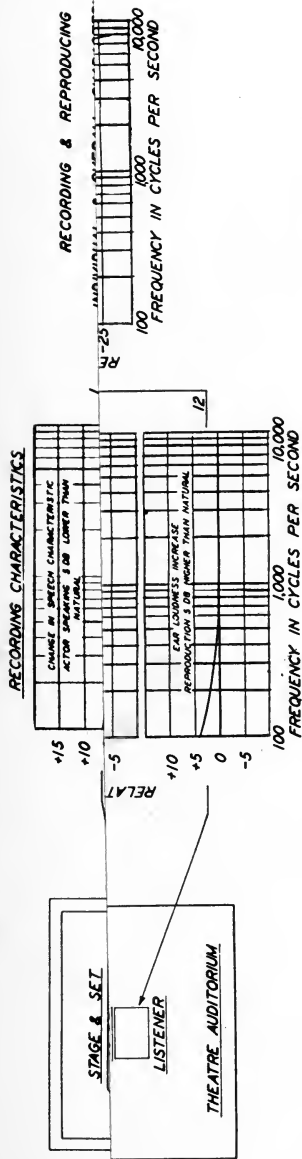 STAGE & SET
LISTENER
THEATRE AUDITORIUM
RECORDING CHARACTERISTICS
+15
+10
CHANGE IN SPEECH CHARACTERISTIC
ACTOR SPEAKING 5 DB LOWER THAN
NATURAL
-5
RELAT
+10
+5
0
-5
EAR LOUDNESS INCREASE
REPRODUCTION 5 DB HIGHER THAN NATURAL
100
1,000
10,000
FREQUENCY IN CYCLES PER SECOND
12
RECORDING & REPRODUCING
RE
-25
100
1000
10,000
FREQUENCY IN CYCLES PER SECOND